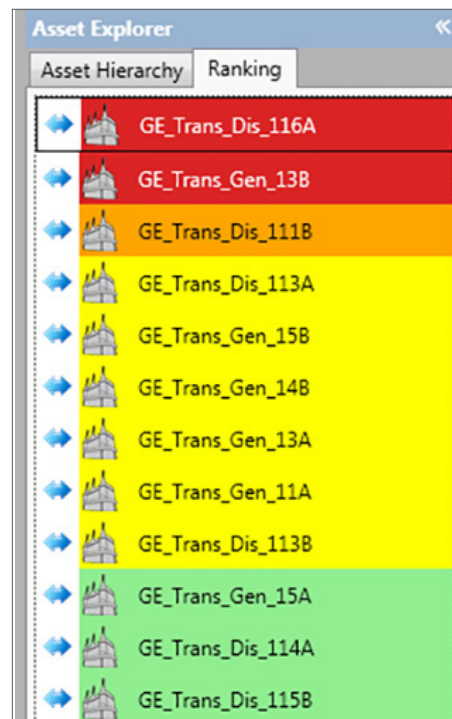 Asset Explorer
Asset Hierarchy Ranking
GE_Trans_Dis_116A
GE_Trans_Gen_13B
GE_Trans_Dis_111B
GE_Trans_Dis_113A
GE_Trans_Gen_15B
GE_Trans_Gen_14B
GE_Trans_Gen_13A
GE_Trans_Gen_11A
GE_Trans_Dis_113B
GE_Trans_Gen_15A
GE_Trans_Dis_114A
GE_Trans_Dis_115B